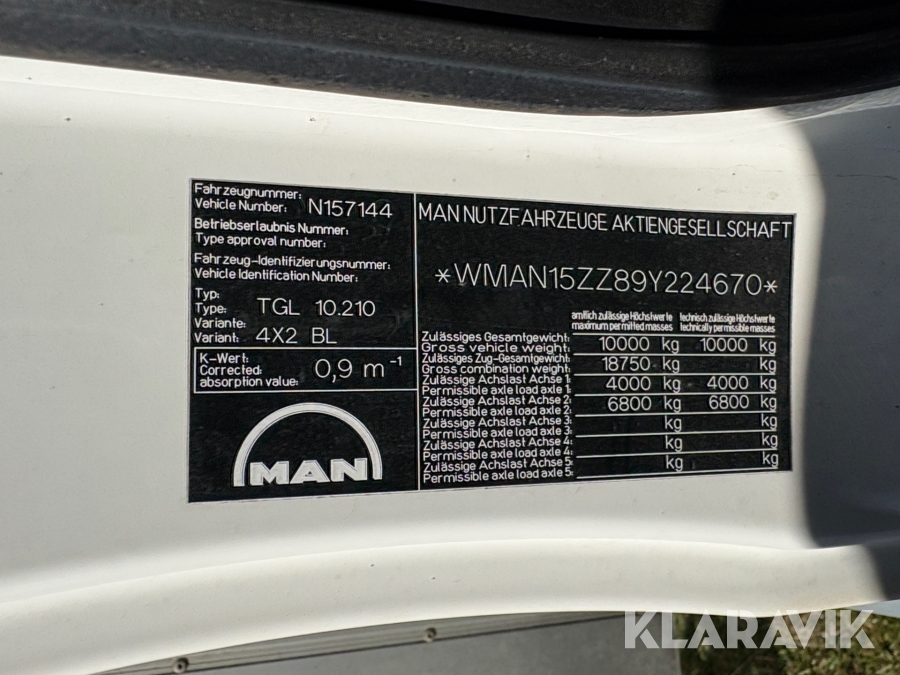 Fahrzeugnummer:
Vehicle Number: N157144
Betriebserlaubnis Nummer:
Type approval number:
Fahrzeug-Identifizierungsnummer:
Vehicle Identification Number:
Typ:
Type: TGL 10.210
Variante:
Variant: 4X2 BL
K-Wert:
Corrected: 0,9 m⁻¹
absorption value:
MAN
MAN NUTZFAHRZEUGE AKTIENGESELLSCHAFT
*WMAN15ZZ89Y224670*
amtlich zulässige Höchstwerte technisch zulässige Höchstwerte
maximum permitted masses technically permissible masses
Zulässiges Gesamtgewicht:
Gross vehicle weight: 10000 kg 10000 kg
Zulässiges Zug-Gesamtgewicht:
Gross combination weight: 18750 kg
Zulässige Achslast Achse 1:
Permissible axle load axle 1: 4000 kg 4000 kg
Zulässige Achslast Achse 2:
Permissible axle load axle 2: 6800 kg 6800 kg
Zulässige Achslast Achse 3:
Permissible axle load axle 3: kg kg
Zulässige Achslast Achse 4:
Permissible axle load axle 4: kg kg
Zulässige Achslast Achse 5:
Permissible axle load axle 5: kg kg
KLARAVIK